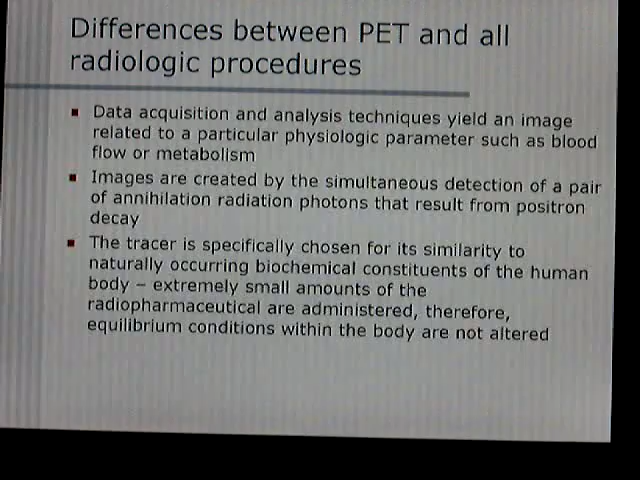 Differences between PET and all
radiologic procedures
Data acquisition and analysis techniques yield an image
related to a particular physiologic parameter such as blood
flow or metabolism
Images are created by the simultaneous detection of a pair
of annihilation radiation photons that result from positron
decay
The tracer is specifically chosen for its similarity to
naturally occurring biochemical constituents of the human
body – extremely small amounts of the
radiopharmaceutical are administered, therefore,
equilibrium conditions within the body are not altered